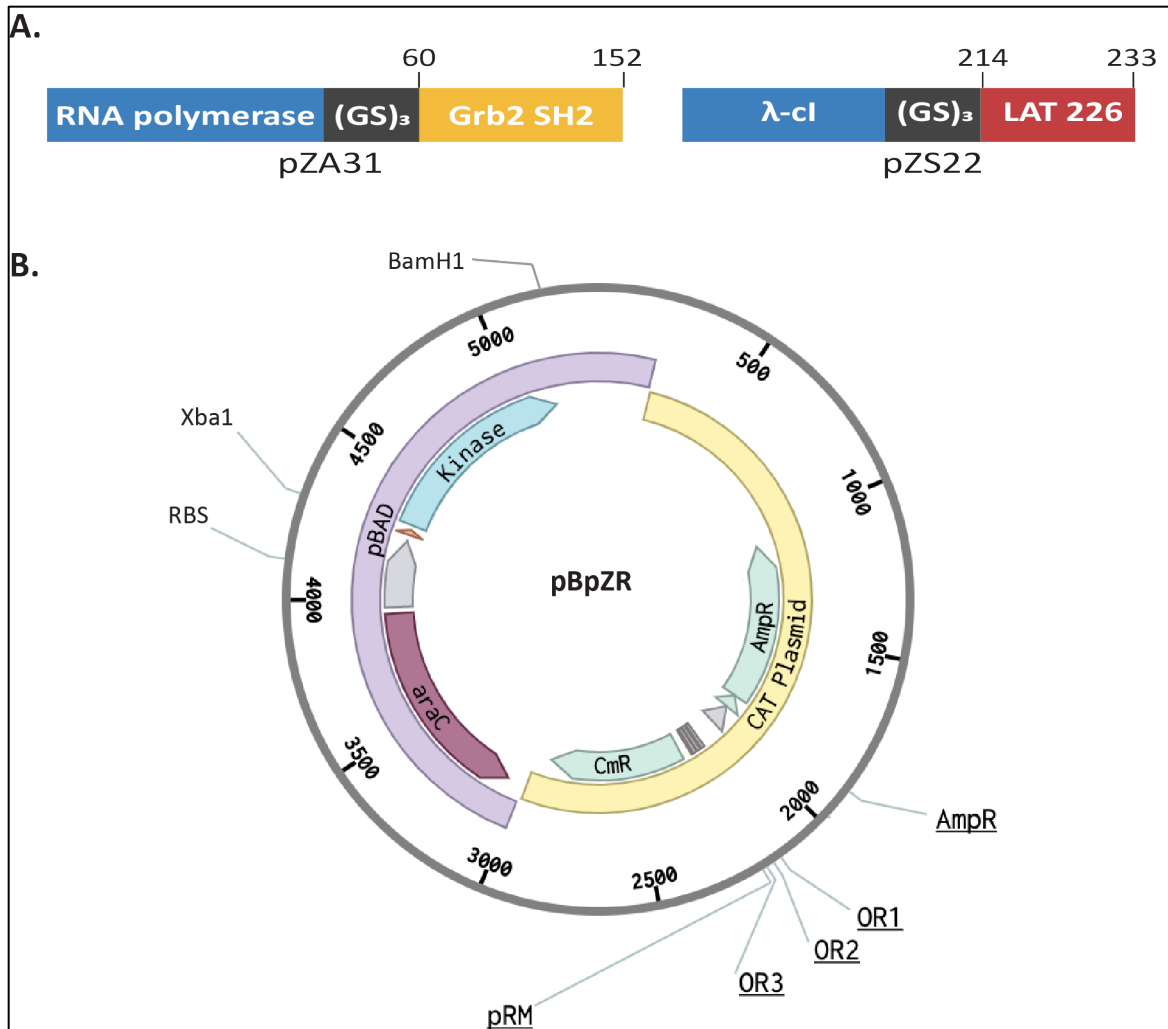 A.
60 152 214 233
RNA polymerase (GS)₃ Grb2 SH2 λ-cI (GS)₃ LAT 226
pZA31 pZS22
B.
BamH1
5000
500
Xba1
4500
Kinase
1000
RBS
pBAD
pBpZR
4000
AmpR
CAT Plasmid
1500
araC
3500
CmR
2000
AmpR
3000
2500
OR1
OR2
OR3
pRM